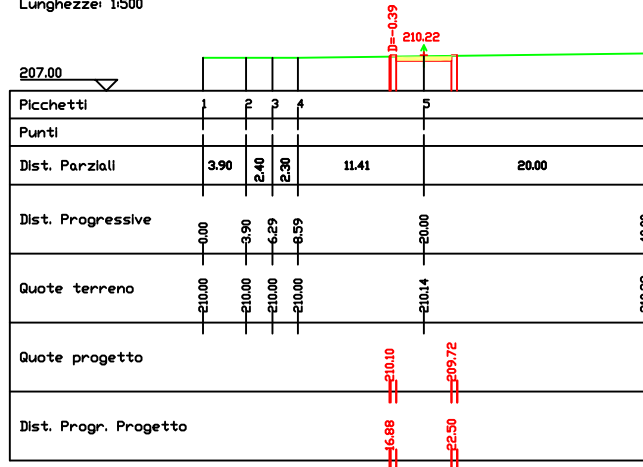 Lunghezze: 1:500
D=-0.39
210.22
207.00
Picchetti 1 2 3 4 5
Punti
Dist. Parziali 3.90 2.40 2.30 11.41 20.00
Dist. Progressive 0.00 3.90 6.29 8.59 20.00
Quote terreno 210.00 210.00 210.00 210.00 210.14
Quote progetto 210.10 209.72
Dist. Progr. Progetto 16.88 22.50